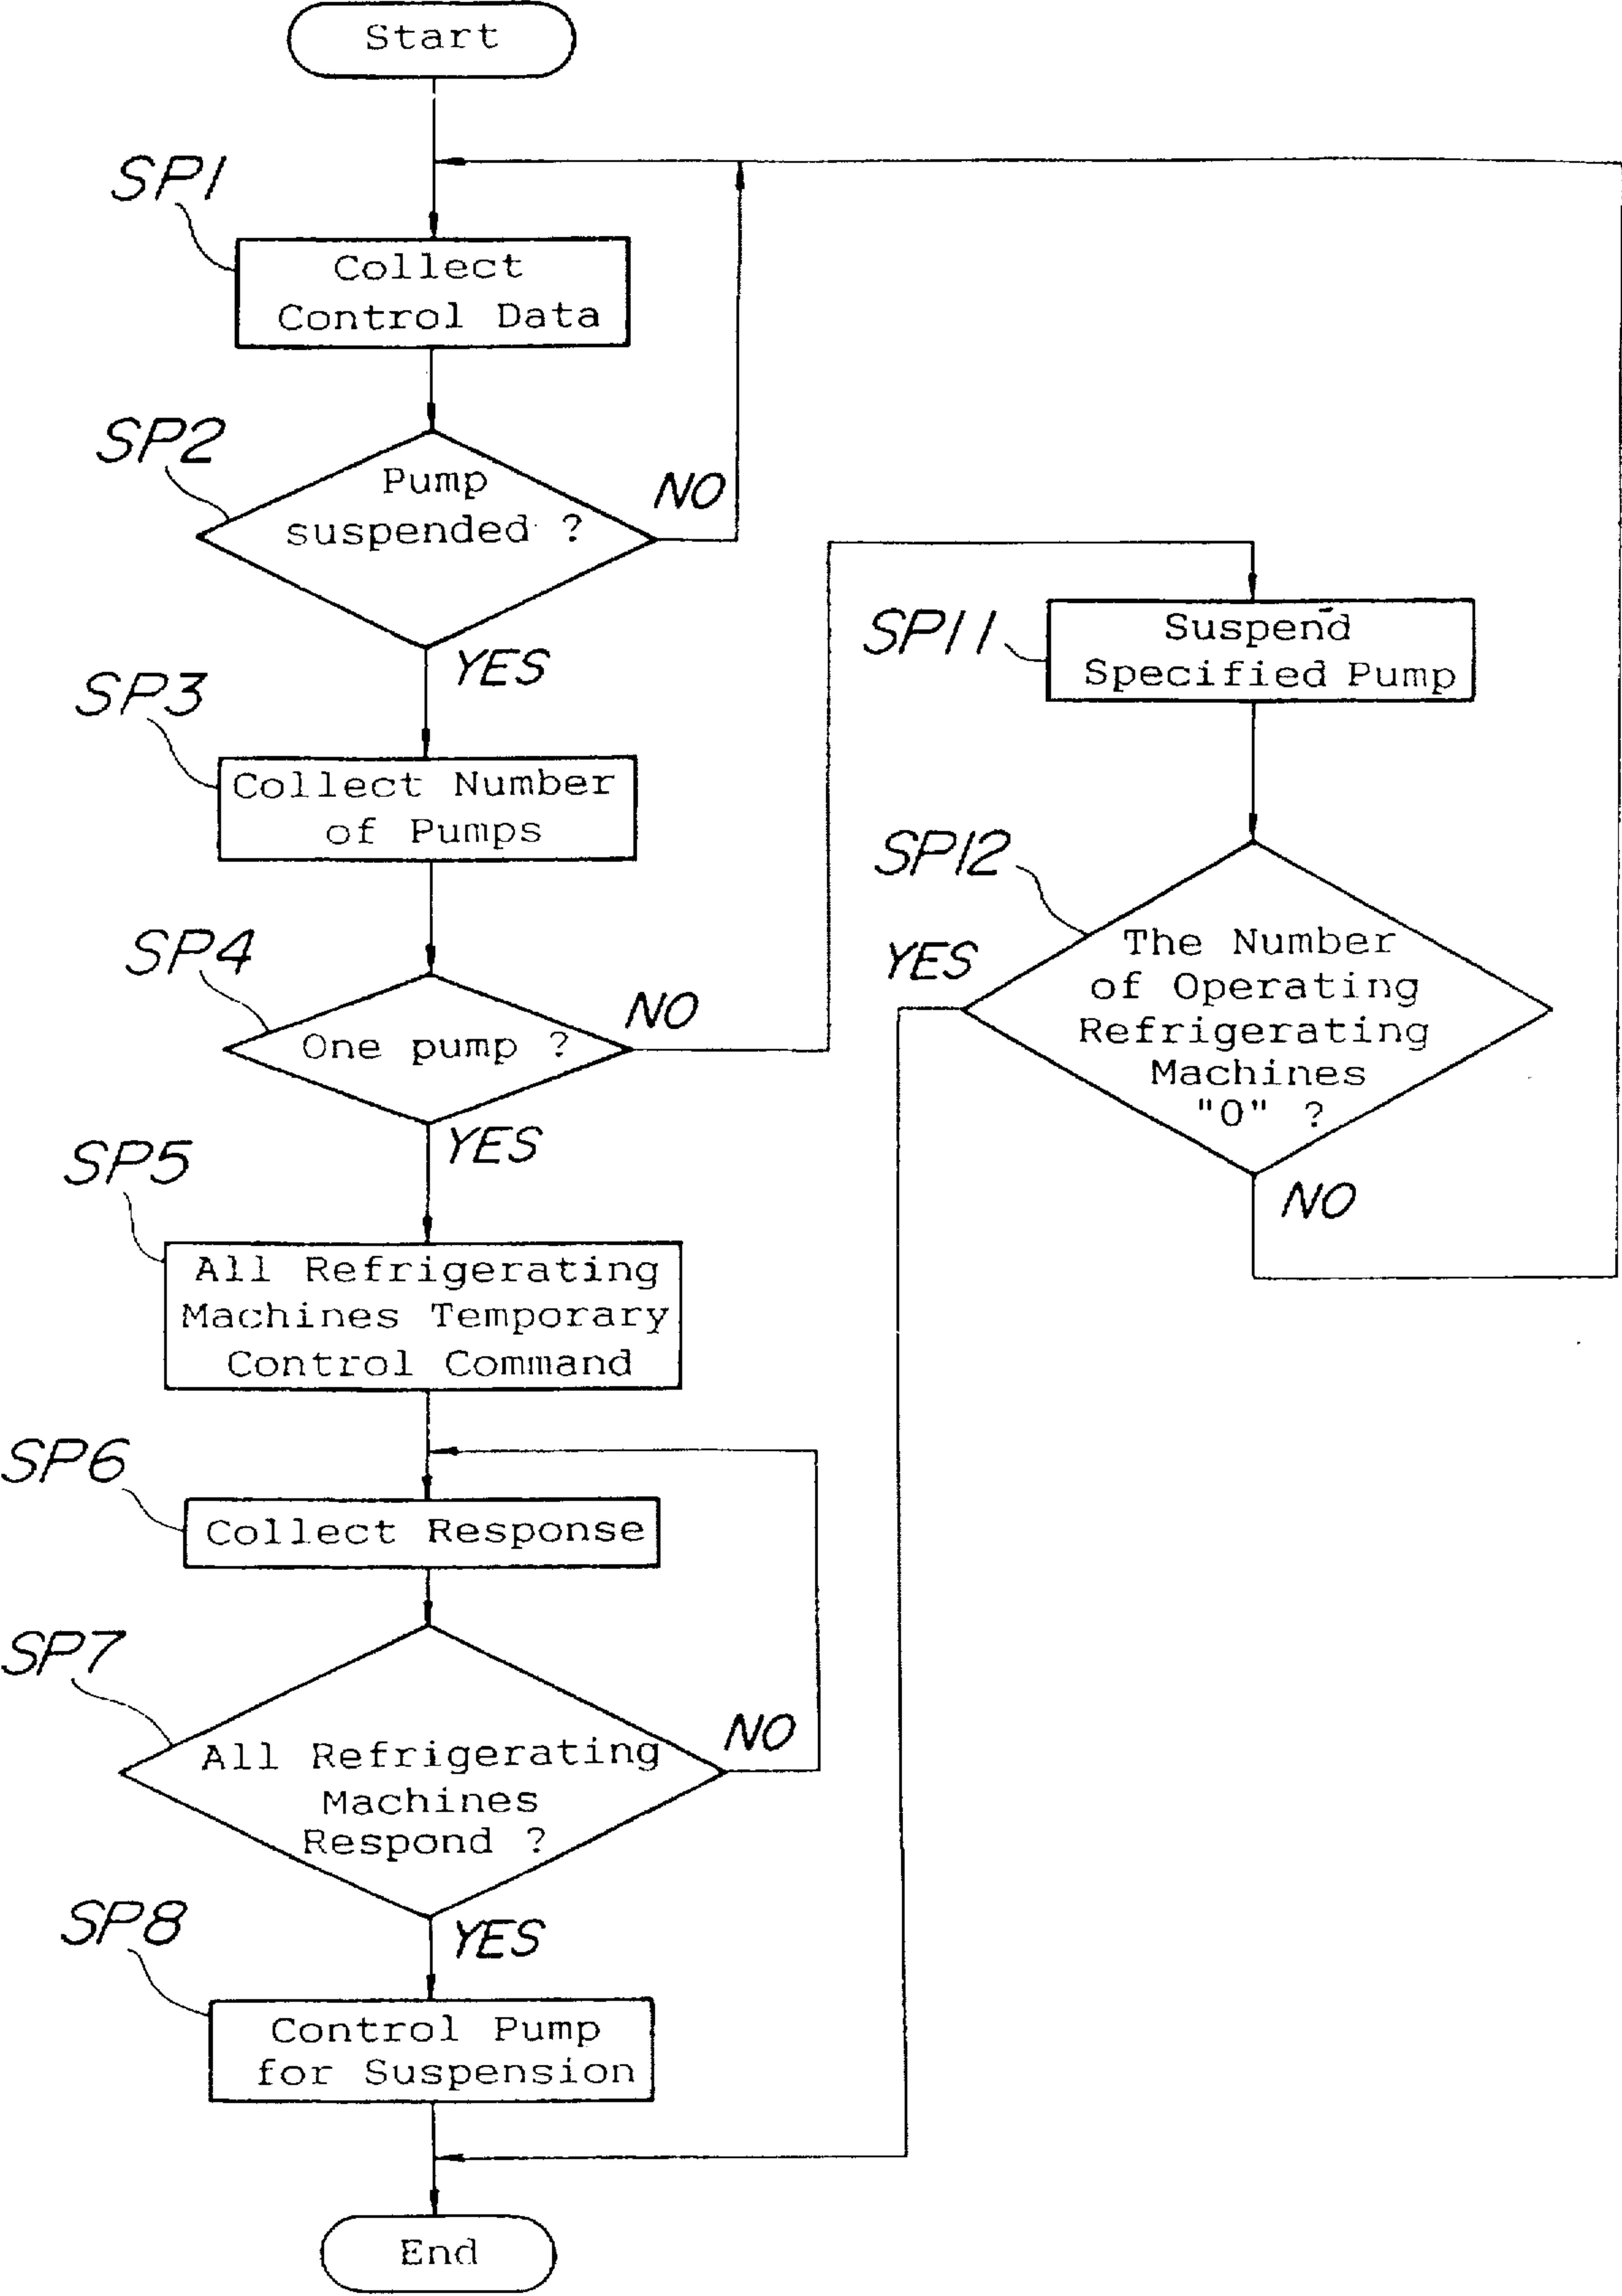 Start
SP1
Collect
Control Data
SP2
Pump
suspended ?
NO
YES
SP3
Collect Number
of Pumps
SP4
One pump ?
NO
YES
SP11
Suspend
Specified Pump
SP12
The Number
of Operating
Refrigerating
Machines
"0" ?
YES
NO
SP5
All Refrigerating
Machines Temporary
Control Command
SP6
Collect Response
SP7
All Refrigerating
Machines
Respond ?
NO
YES
SP8
Control Pump
for Suspension
End